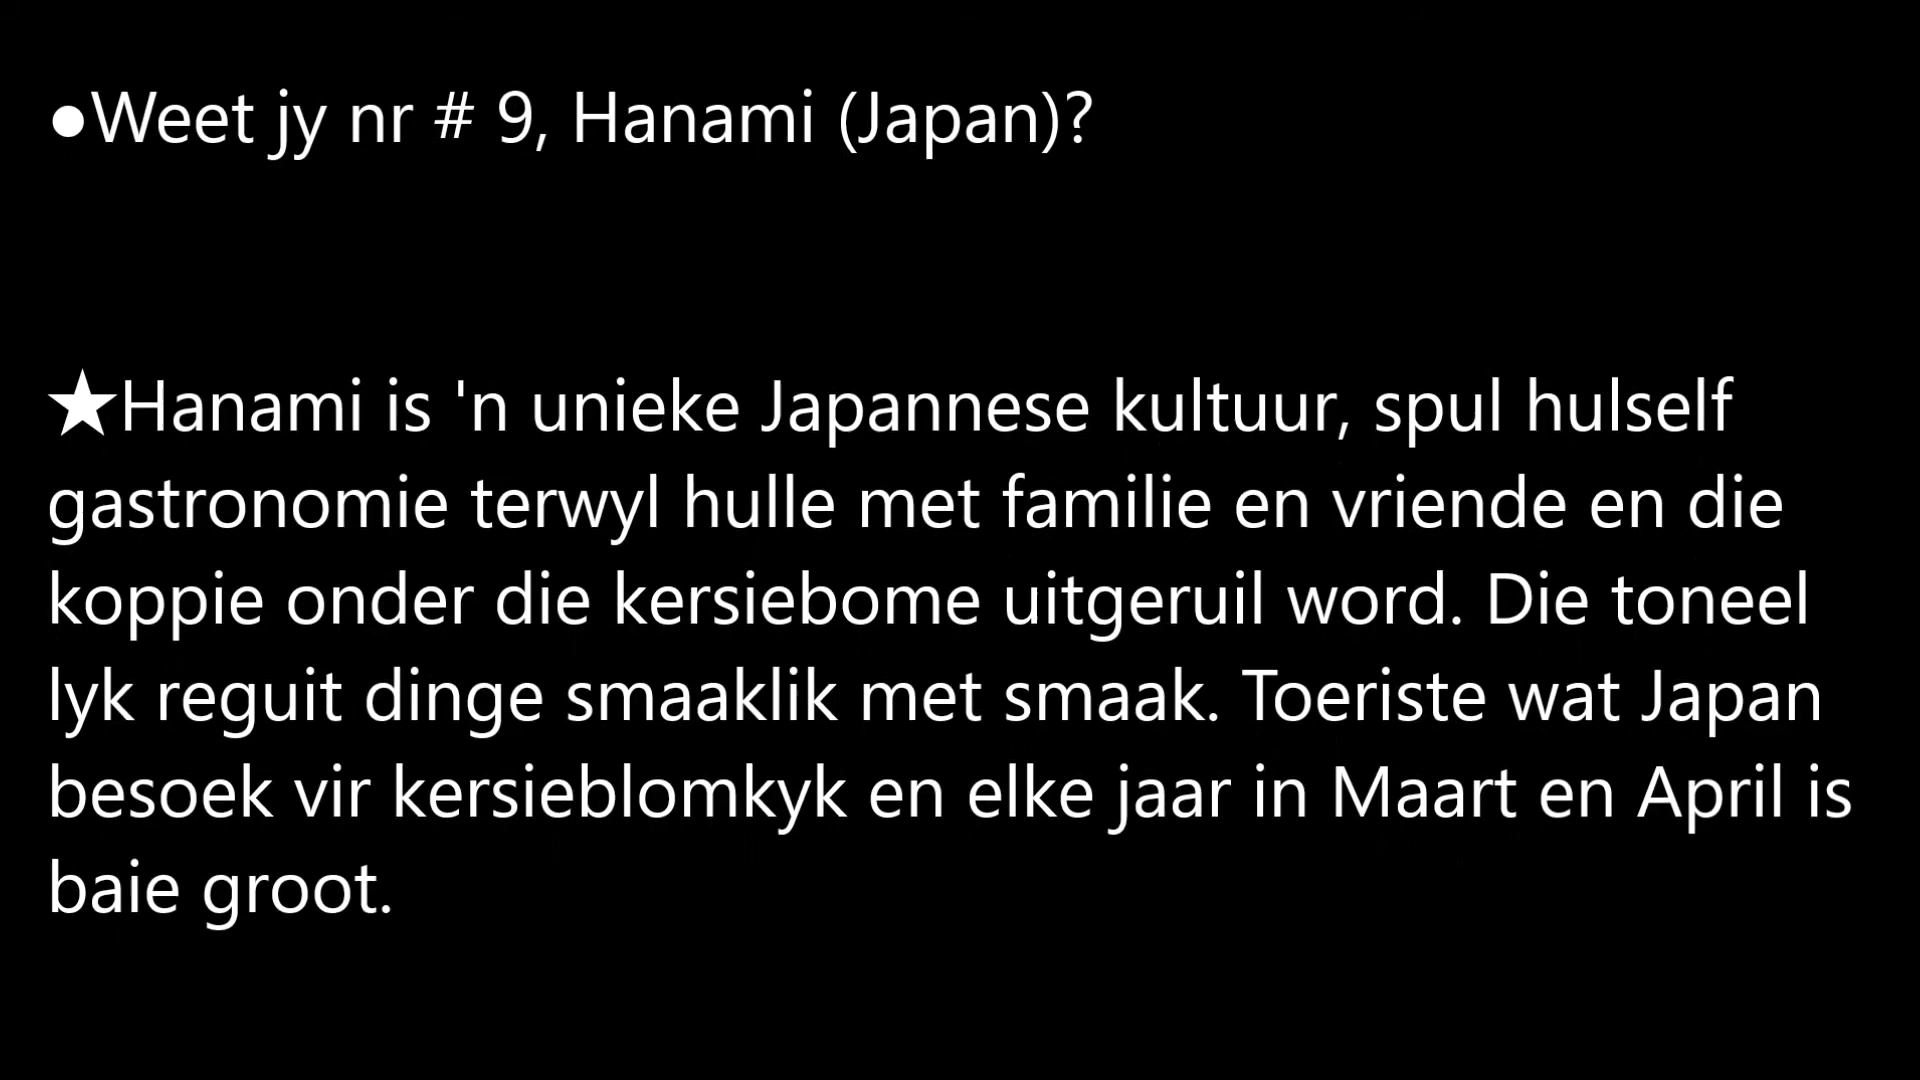 ●Weet jy nr # 9, Hanami (Japan)?
★Hanami is 'n unieke Japannese kultuur, spul hulself
gastronomie terwyl hulle met familie en vriende en die
koppie onder die kersiebome uitgeruil word. Die toneel
lyk reguit dinge smaaklik met smaak. Toeriste wat Japan
besoek vir kersieblomkyk en elke jaar in Maart en April is
baie groot.